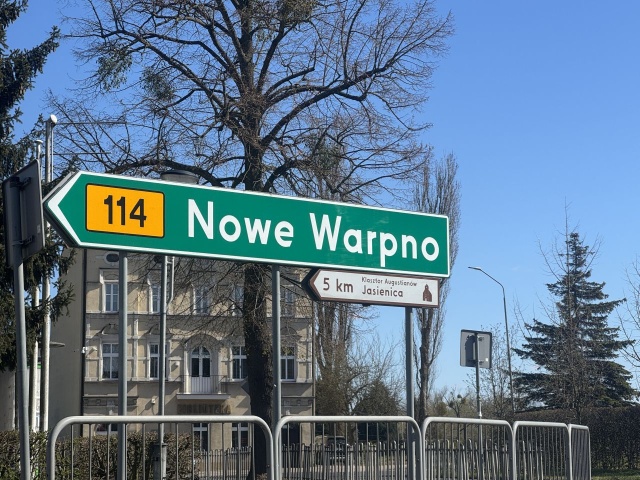 114 Nowe Warpno
5 km Klasztor Augustianów
Jasienica